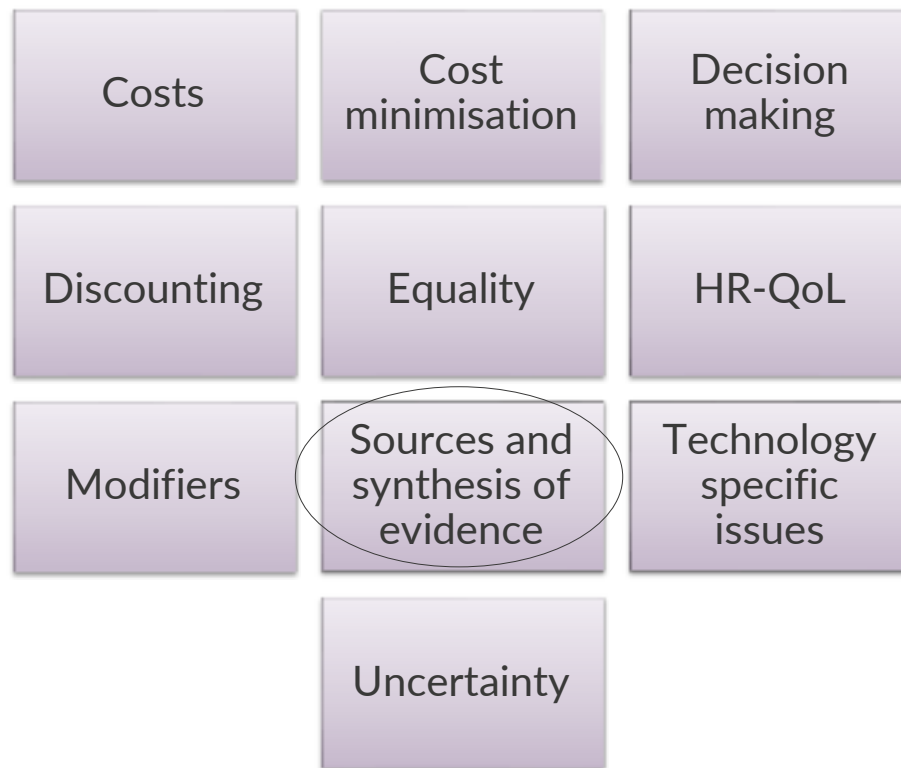 Costs
Cost
minimisation
Decision
making
Discounting
Equality
HR-QoL
Modifiers
Sources and
synthesis of
evidence
Technology
specific
issues
Uncertainty